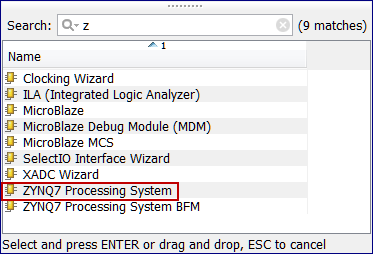 Search: z (9 matches)
Name 1
Clocking Wizard
ILA (Integrated Logic Analyzer)
MicroBlaze
MicroBlaze Debug Module (MDM)
MicroBlaze MCS
SelectIO Interface Wizard
XADC Wizard
ZYNQ7 Processing System
ZYNQ7 Processing System BFM
Select and press ENTER or drag and drop, ESC to cancel